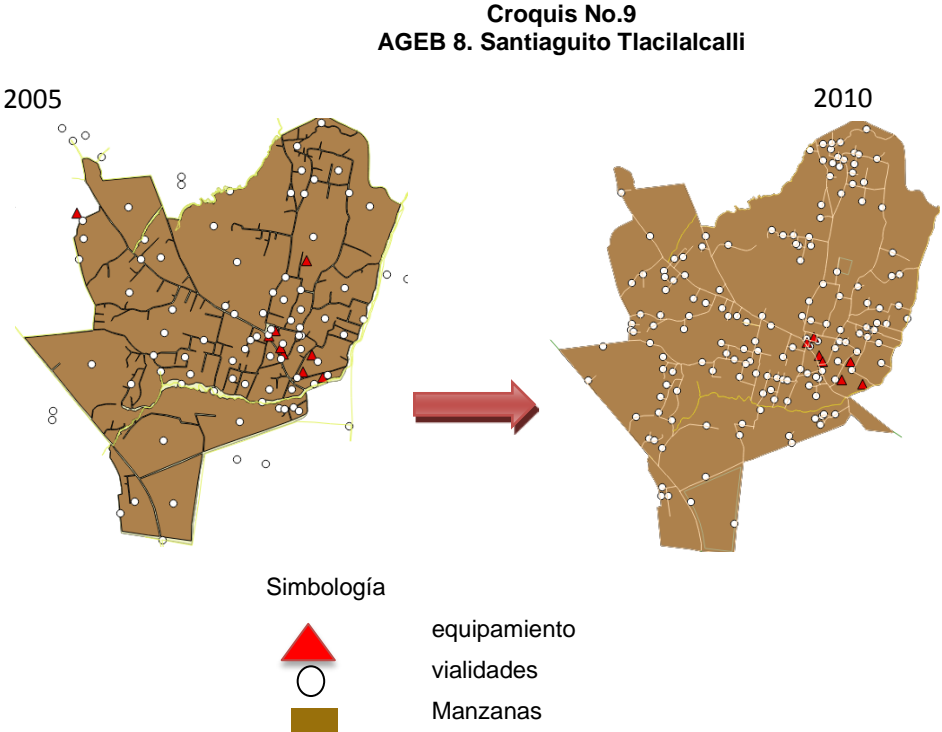 Croquis No.9
AGEB 8. Santiaguito Tlacilalcalli
2005
2010
Simbología
equipamiento
vialidades
Manzanas